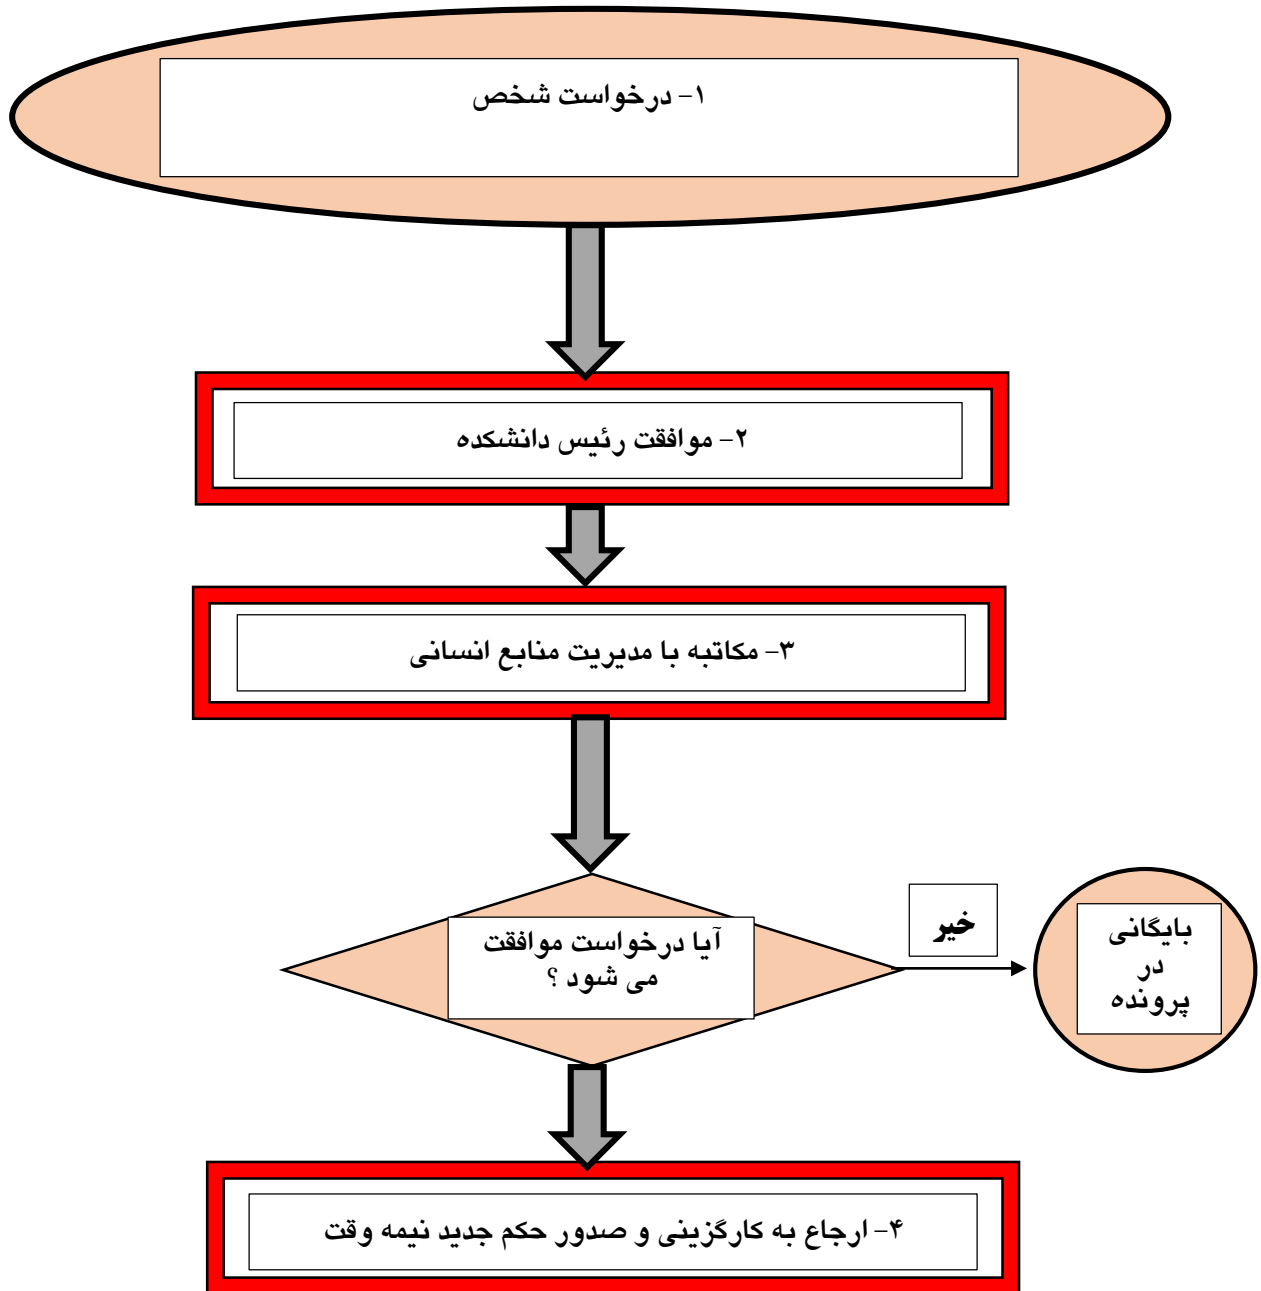 ۱- درخواست شخص
۲- موافقت رئیس دانشکده
۳- مکاتبه با مدیریت منابع انسانی
آیا درخواست موافقت
می شود ؟
خیر
بایگانی
در
پرونده
۴- ارجاع به کارگزینی و صدور حکم جدید نیمه وقت